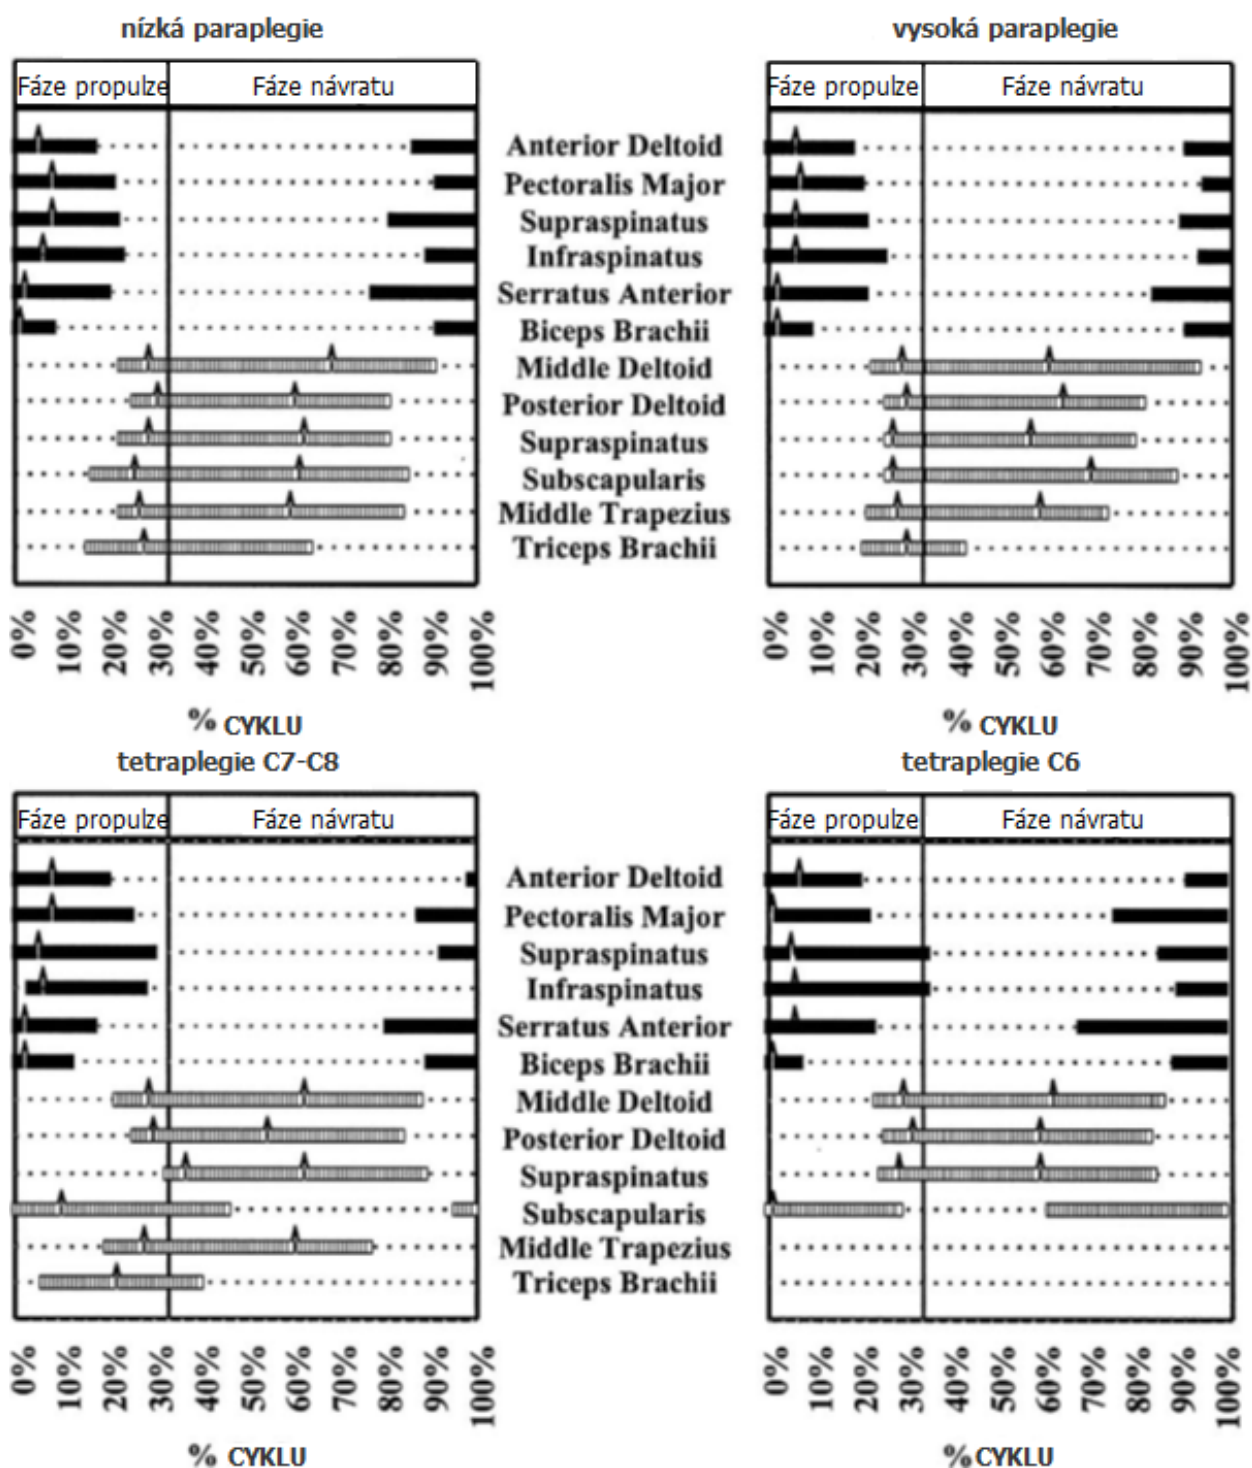 nízká paraplegie
vysoká paraplegie
Fáze propulze Fáze návratu
Fáze propulze Fáze návratu
Anterior Deltoid
Pectoralis Major
Supraspinatus
Infraspinatus
Serratus Anterior
Biceps Brachii
Middle Deltoid
Posterior Deltoid
Supraspinatus
Subscapularis
Middle Trapezius
Triceps Brachii
0% 10% 20% 30% 40% 50% 60% 70% 80% 90% 100%
0% 10% 20% 30% 40% 50% 60% 70% 80% 90% 100%
% CYKLU
% CYKLU
tetraplegie C7-C8
tetraplegie C6
Fáze propulze Fáze návratu
Fáze propulze Fáze návratu
Anterior Deltoid
Pectoralis Major
Supraspinatus
Infraspinatus
Serratus Anterior
Biceps Brachii
Middle Deltoid
Posterior Deltoid
Supraspinatus
Subscapularis
Middle Trapezius
Triceps Brachii
0% 10% 20% 30% 40% 50% 60% 70% 80% 90% 100%
0% 10% 20% 30% 40% 50% 60% 70% 80% 90% 100%
% CYKLU
% CYKLU